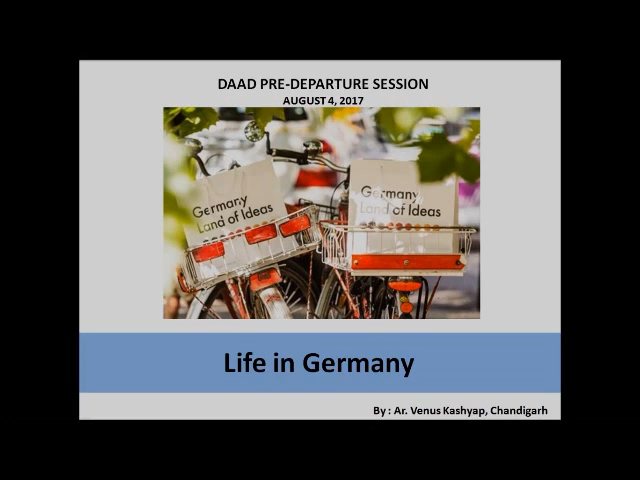 DAAD PRE-DEPARTURE SESSION
AUGUST 4, 2017
Germany
Land of Ideas
Germany
Land of Ideas
Life in Germany
By : Ar. Venus Kashyap, Chandigarh